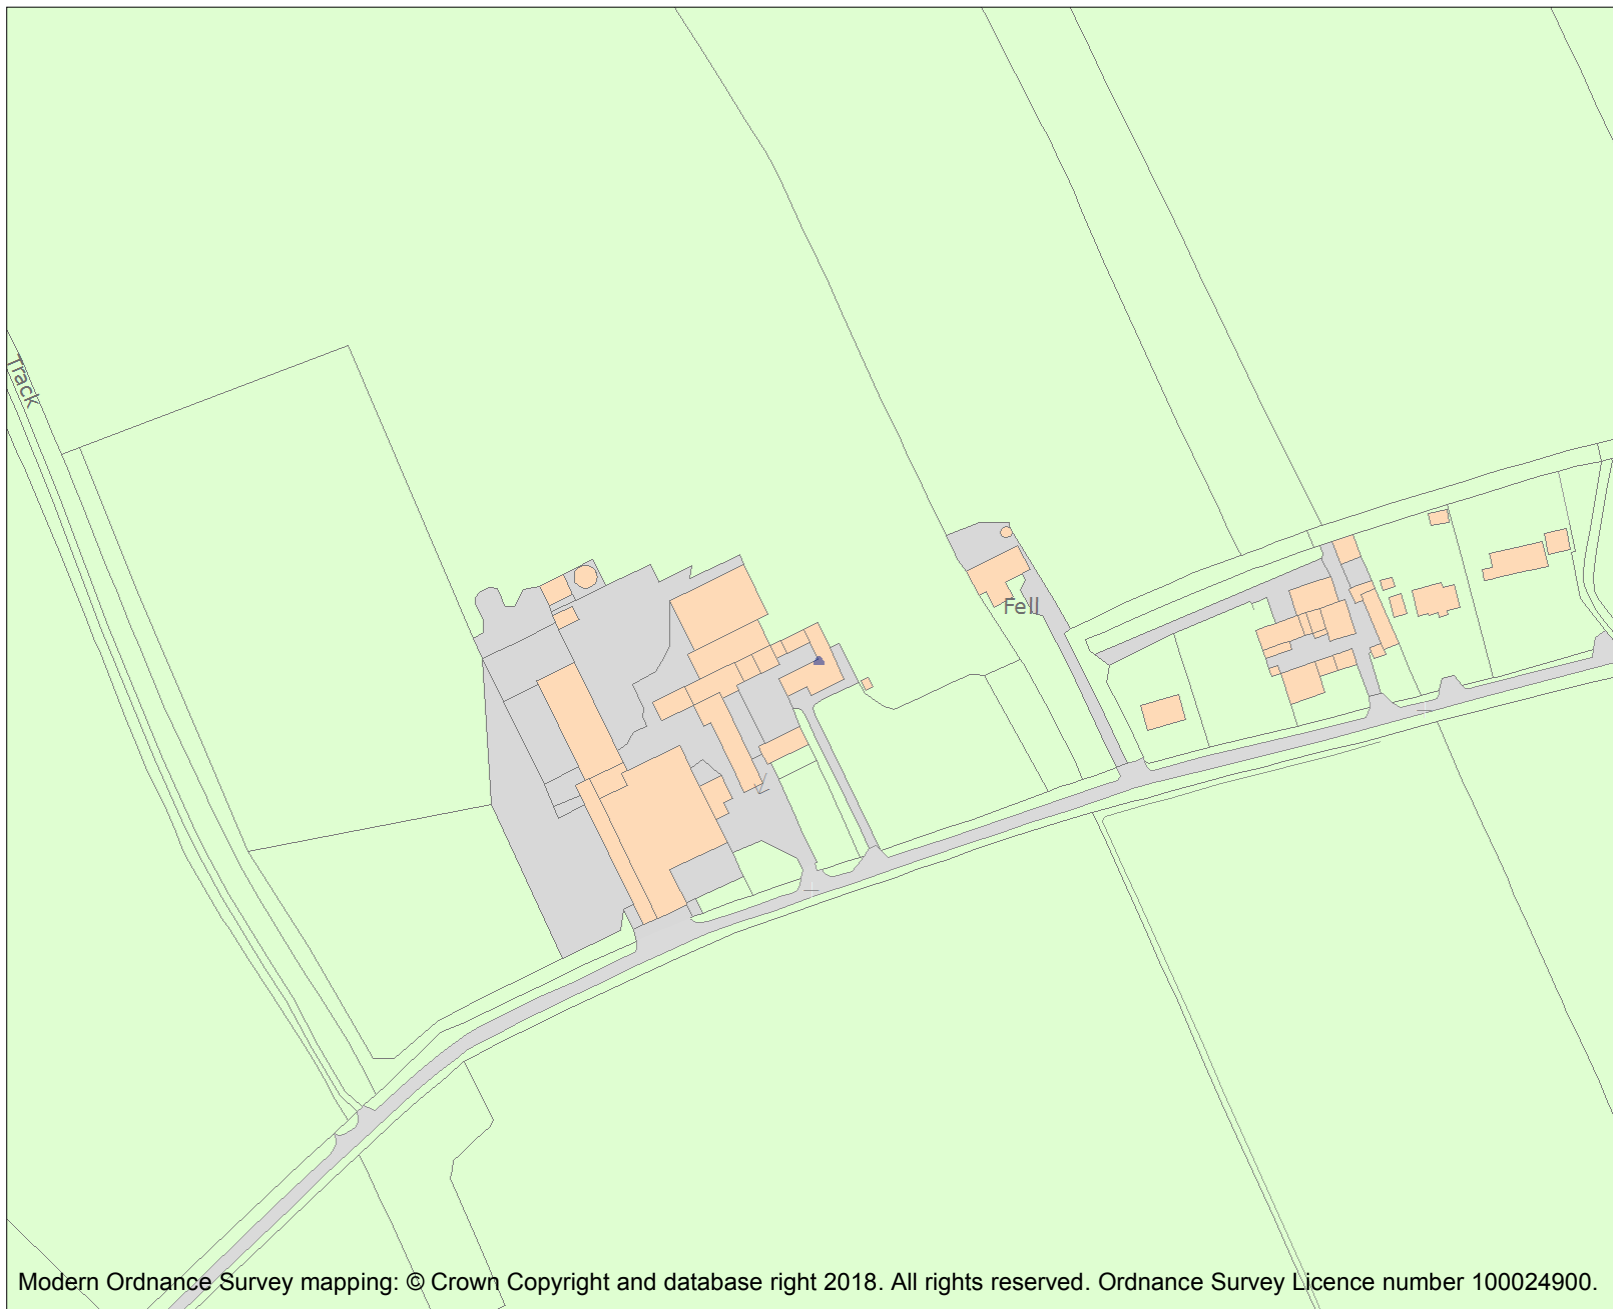 Track
Fell
Modern Ordnance Survey mapping: © Crown Copyright and database right 2018. All rights reserved. Ordnance Survey Licence number 100024900.